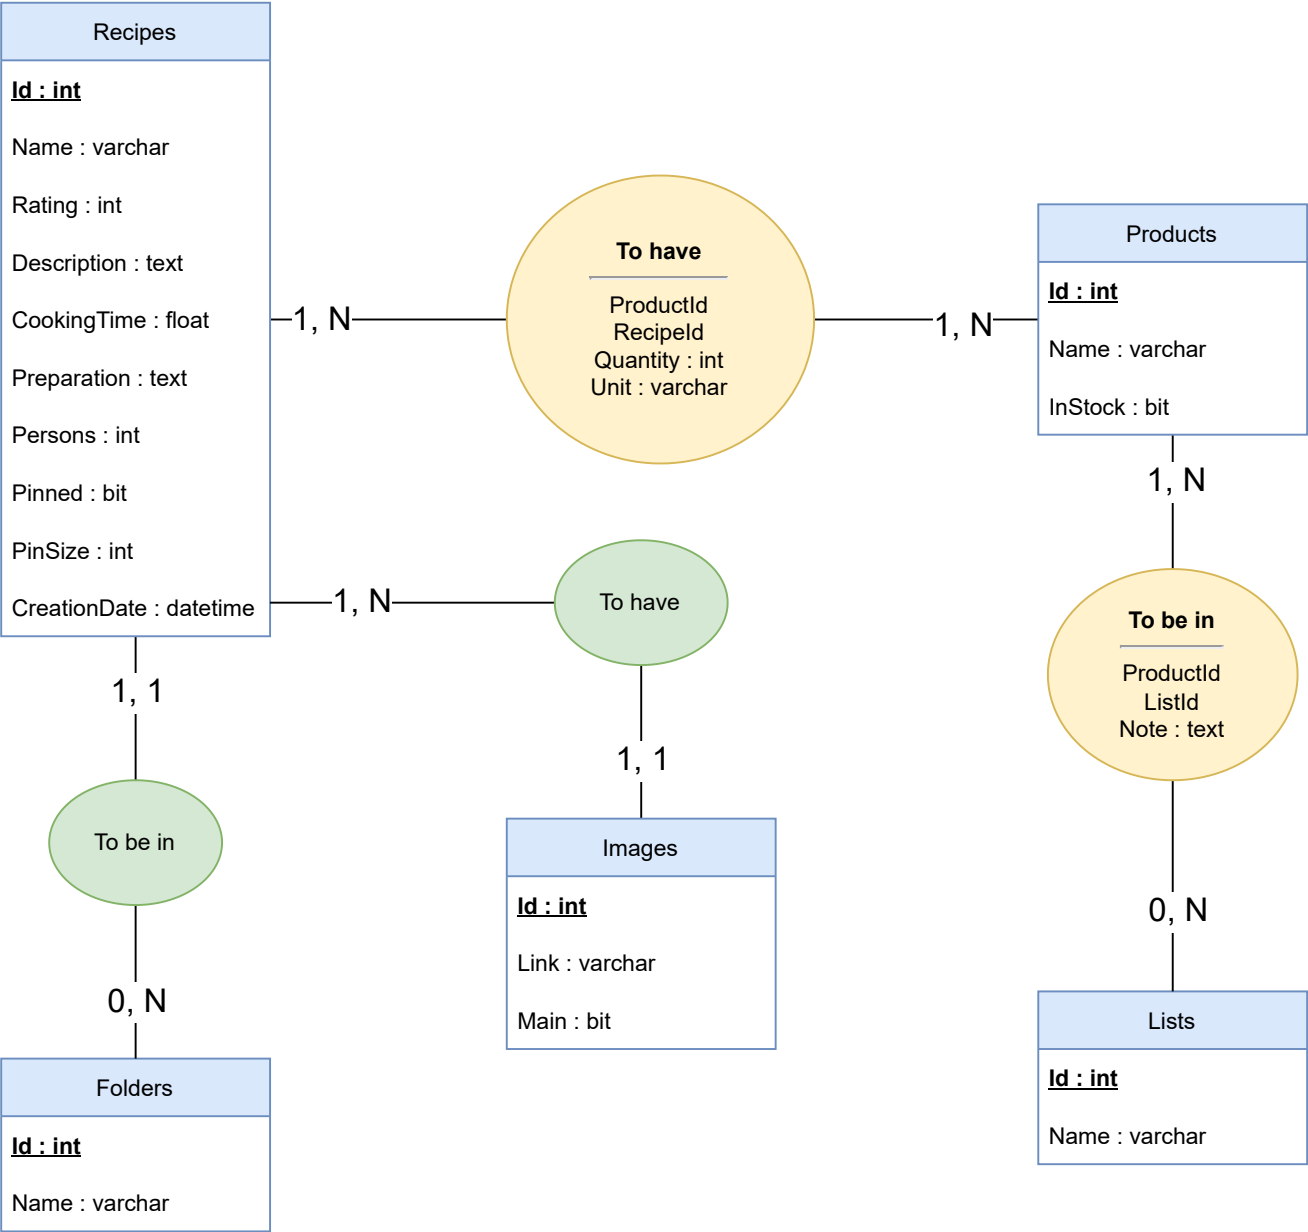 Recipes
Id : int
Name : varchar
Rating : int
Description : text
CookingTime : float
Preparation : text
Persons : int
Pinned : bit
PinSize : int
CreationDate : datetime
1, N
To have
ProductId
RecipeId
Quantity : int
Unit : varchar
1, N
Products
Id : int
Name : varchar
InStock : bit
1, N
To be in
ProductId
ListId
Note : text
0, N
Lists
Id : int
Name : varchar
1, N
To have
1, 1
Images
Id : int
Link : varchar
Main : bit
1, 1
To be in
0, N
Folders
Id : int
Name : varchar